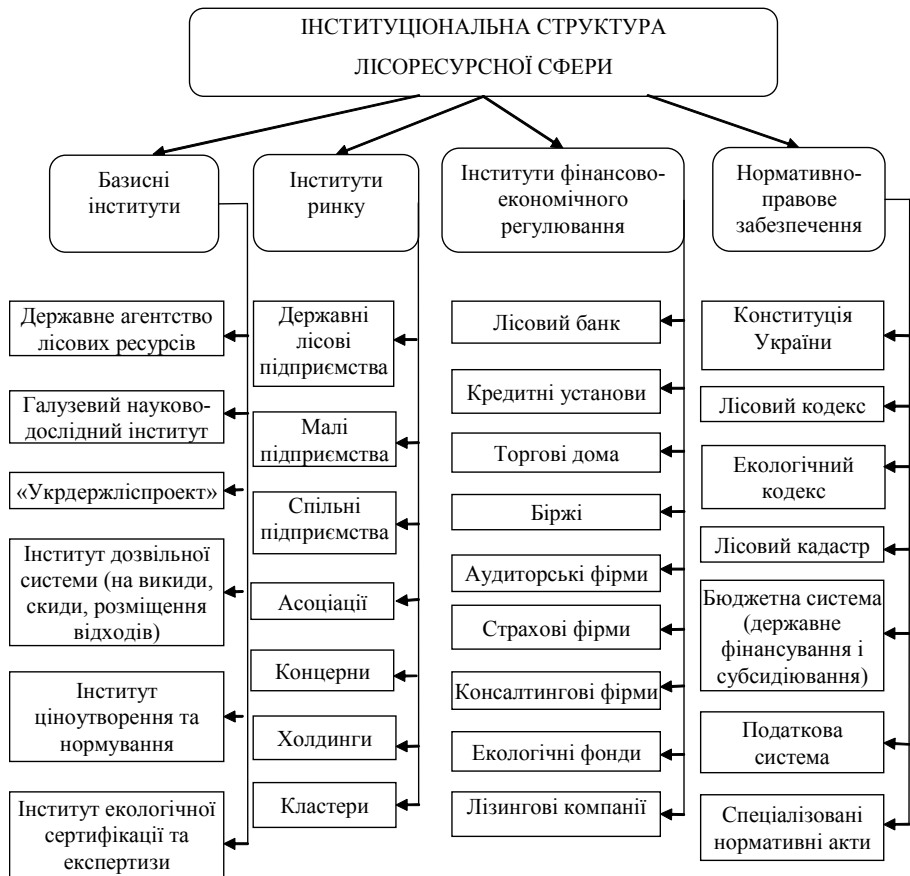 ІНСТИТУЦІОНАЛЬНА СТРУКТУРА
ЛІСОРЕСУРСНОЇ СФЕРИ
Базисні
інститути
Інститути
ринку
Інститути фінансово-
економічного
регулювання
Нормативно-
правове
забезпечення
Державне агентство
лісових ресурсів
Галузевий науково-
дослідний інститут
«Укрдержліспроект»
Інститут дозвільної
системи (на викиди,
скиди, розміщення
відходів)
Інститут
ціноутворення та
нормування
Інститут екологічної
сертифікації та
експертизи
Державні
лісові
підприємства
Малі
підприємства
Спільні
підприємства
Асоціації
Концерни
Холдинги
Кластери
Лісовий банк
Кредитні установи
Торгові дома
Біржі
Аудиторські фірми
Страхові фірми
Консалтингові фірми
Екологічні фонди
Лізингові компанії
Конституція
України
Лісовий кодекс
Екологічний
кодекс
Лісовий кадастр
Бюджетна система
(державне
фінансування і
субсидіювання)
Податкова
система
Спеціалізовані
нормативні акти